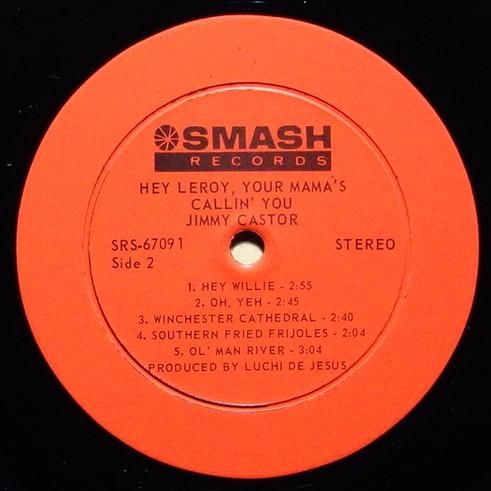 SMASH
RECORDS
HEY LEROY, YOUR MAMA'S
CALLIN' YOU
JIMMY CASTOR
SRS-67091 STEREO
Side 2
1. HEY WILLIE - 2:55
2. OH, YEH - 2:45
3. WINCHESTER CATHEDRAL - 2:40
4. SOUTHERN FRIED FRIJOLES - 2:04
5. OL' MAN RIVER - 3:04
PRODUCED BY LUCHI DE JESUS